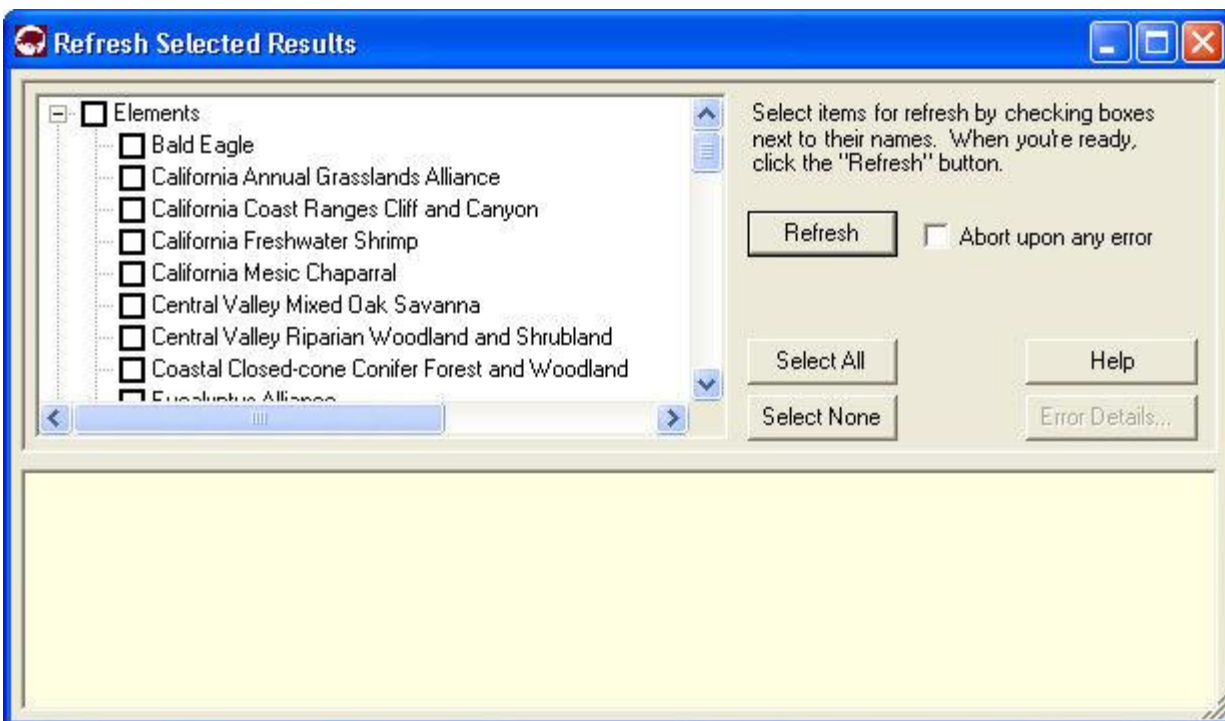 Refresh Selected Results
Elements
Bald Eagle
California Annual Grasslands Alliance
California Coast Ranges Cliff and Canyon
California Freshwater Shrimp
California Mesic Chaparral
Central Valley Mixed Oak Savanna
Central Valley Riparian Woodland and Shrubland
Coastal Closed-cone Conifer Forest and Woodland
Eucalyptus Alliance
Select items for refresh by checking boxes
next to their names. When you're ready,
click the "Refresh" button.
Refresh
Abort upon any error
Select All
Help
Select None
Error Details...